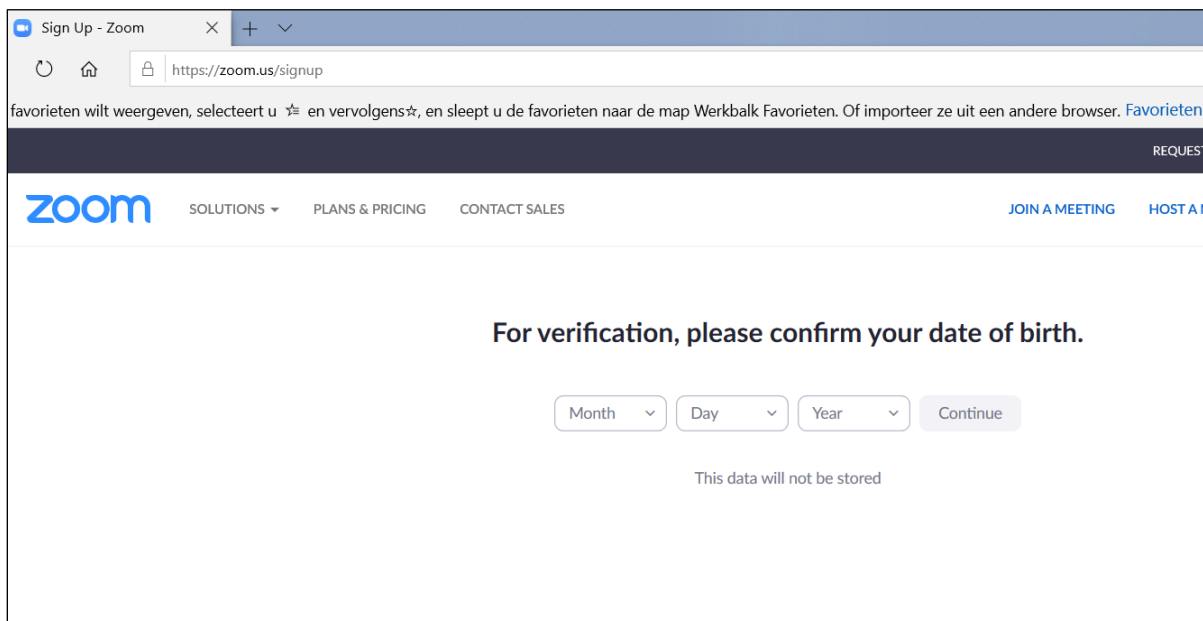 Sign Up - Zoom
https://zoom.us/signup
favorieten wilt weergeven, selecteert u en vervolgens, en sleept u de favorieten naar de map Werkbalk Favorieten. Of importeer ze uit een andere browser. Favorieten
REQUEST
zoom SOLUTIONS PLANS & PRICING CONTACT SALES JOIN A MEETING HOST A
For verification, please confirm your date of birth.
Month Day Year Continue
This data will not be stored